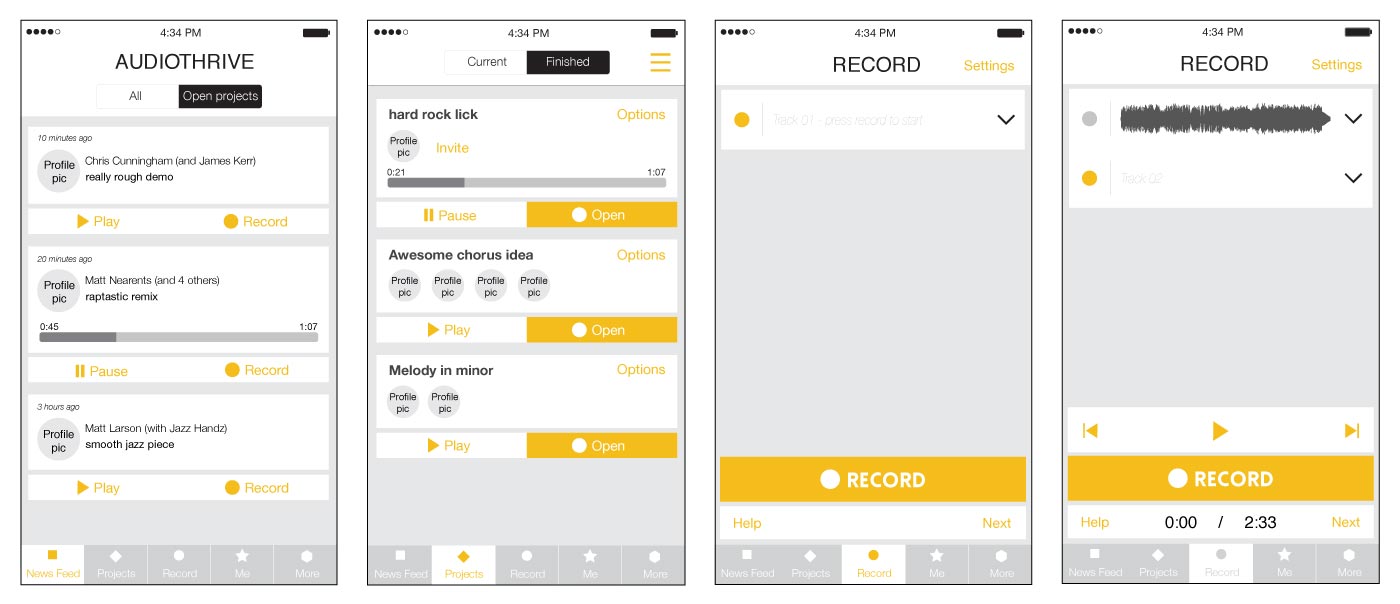 4:34 PM
AUDIOTHRIVE
All Open projects
10 minutes ago
Profile pic
Chris Cunningham (and James Kerr)
really rough demo
Play Record
20 minutes ago
Profile pic
Matt Nearents (and 4 others)
raptastic remix
0:45 1:07
Pause Record
3 hours ago
Profile pic
Matt Larson (with Jazz Handz)
smooth jazz piece
Play Record
News Feed Projects Record Me More
4:34 PM
Current Finished
hard rock lick Options
Profile pic
Invite
0:21 1:07
Pause Open
Awesome chorus idea Options
Profile pic Profile pic Profile pic Profile pic
Play Open
Melody in minor Options
Profile pic Profile pic
Play Open
News Feed Projects Record Me More
4:34 PM
RECORD Settings
Track 01 - press record to start
RECORD
Help Next
News Feed Projects Record Me More
4:34 PM
RECORD Settings
Track 02
RECORD
Help 0:00 / 2:33 Next
News Feed Projects Record Me More